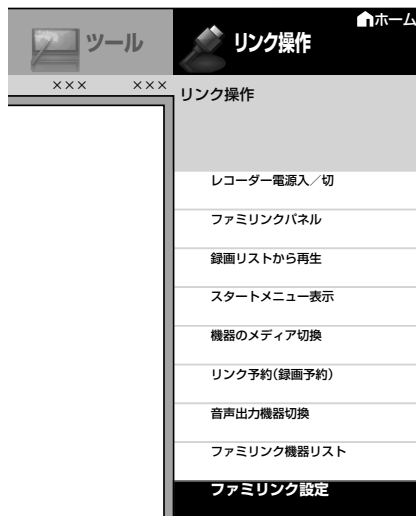 ホーム
ツール
リンク操作
××× ×××
リンク操作
レコーダー電源入／切
ファミリンクパネル
録画リストから再生
スタートメニュー表示
機器のメディア切換
リンク予約(録画予約)
音声出力機器切換
ファミリンク機器リスト
ファミリンク設定